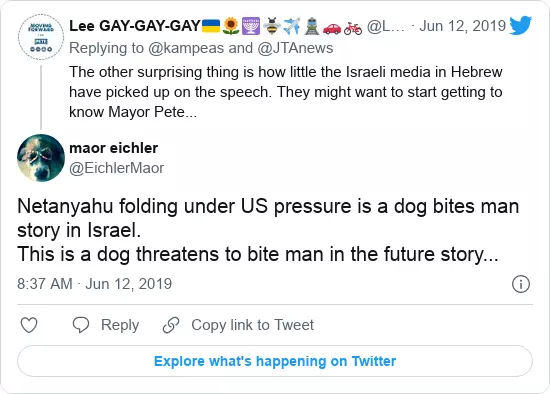 MOVING
FORWARD
PETE
Lee GAY-GAY-GAY🇺🇦🌻🕎🐝✈️🚊🚗🚲 @L… · Jun 12, 2019
Replying to @kampeas and @JTAnews
The other surprising thing is how little the Israeli media in Hebrew
have picked up on the speech. They might want to start getting to
know Mayor Pete...
maor eichler
@EichlerMaor
Netanyahu folding under US pressure is a dog bites man
story in Israel.
This is a dog threatens to bite man in the future story...
8:37 AM · Jun 12, 2019
Reply
Copy link to Tweet
Explore what's happening on Twitter